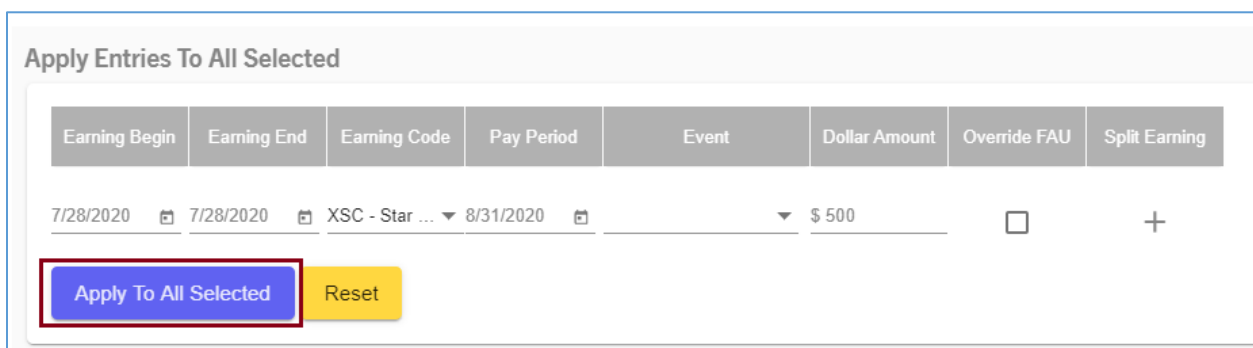 Apply Entries To All Selected
Earning Begin Earning End Earning Code Pay Period Event Dollar Amount Override FAU Split Earning
7/28/2020 7/28/2020 XSC - Star ... 8/31/2020 $ 500
Apply To All Selected Reset